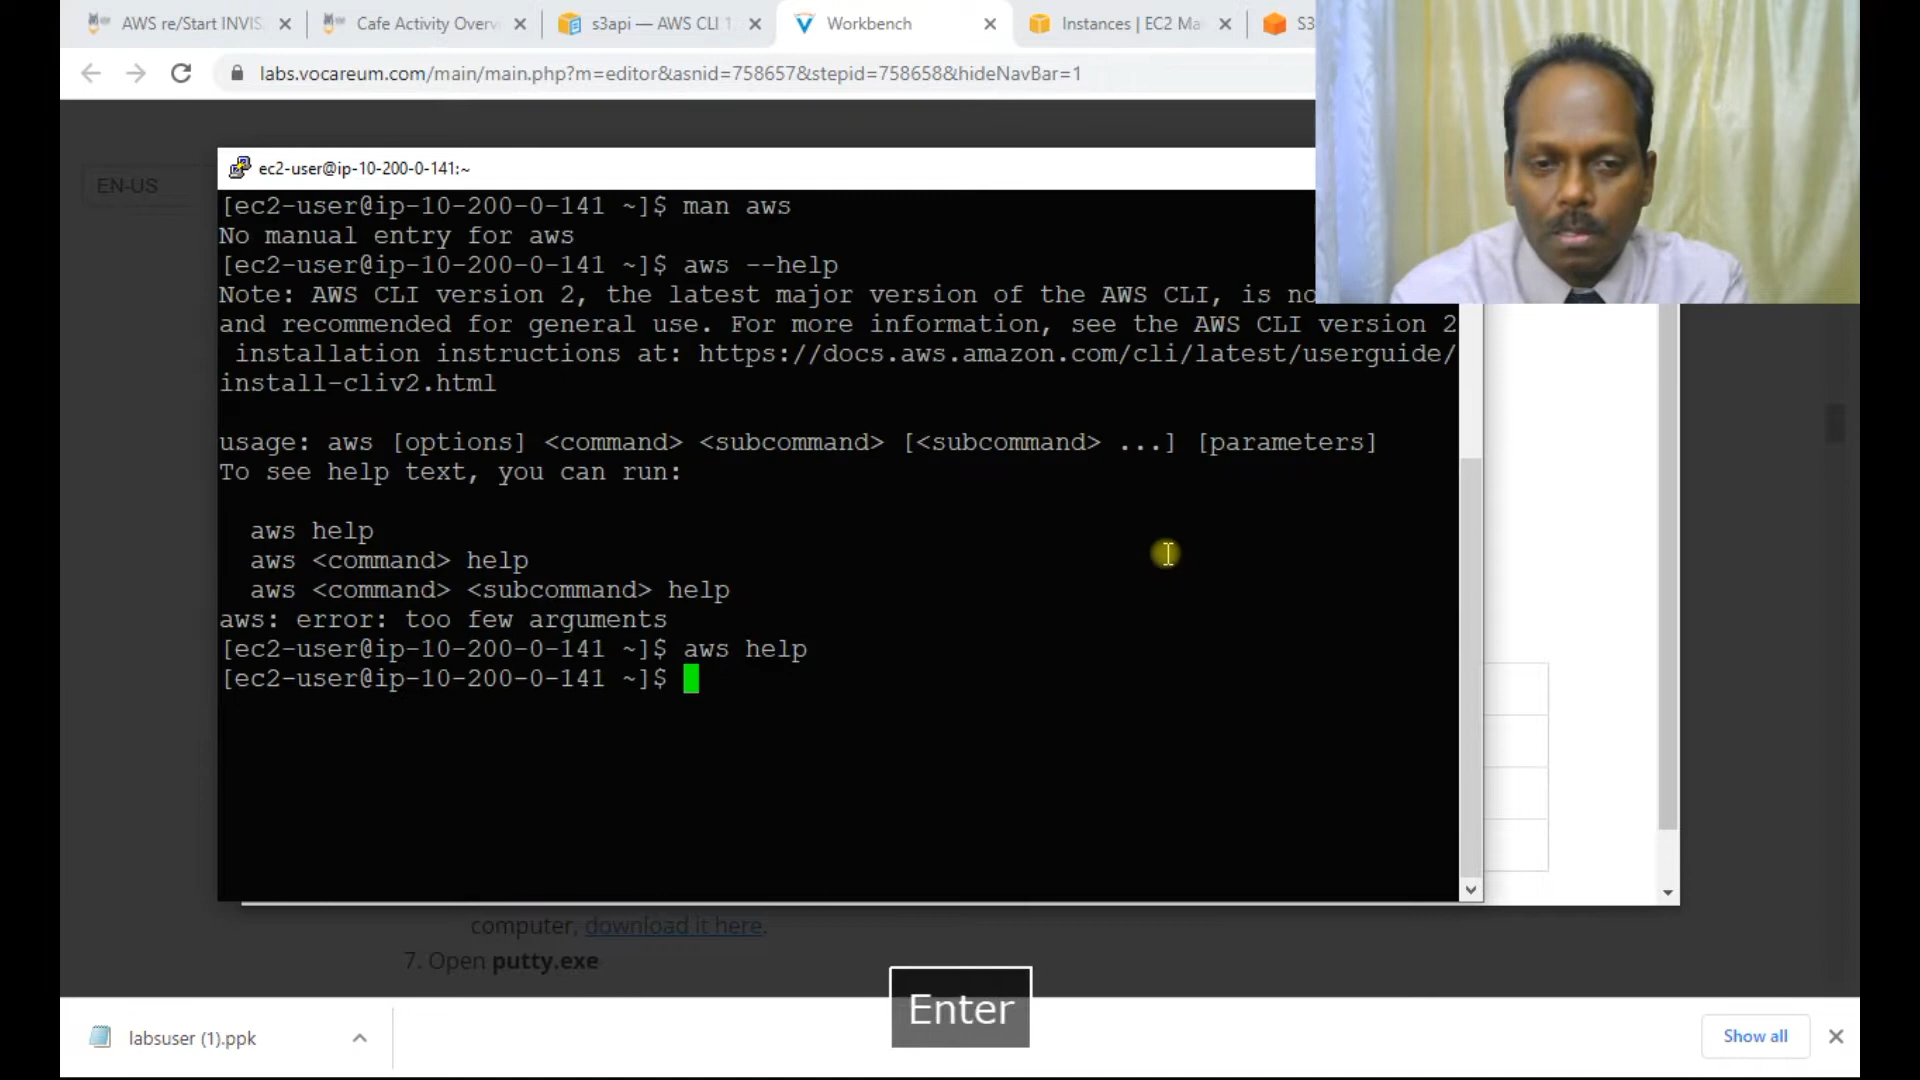 AWS re/Start INVIS
Cafe Activity Overv
s3api — AWS CLI 1
Workbench
Instances | EC2 Ma
S3
labs.vocareum.com/main/main.php?m=editor&asnid=758657&stepid=758658&hideNavBar=1
EN-US
ec2-user@ip-10-200-0-141:~
[ec2-user@ip-10-200-0-141 ~]$ man aws
No manual entry for aws
[ec2-user@ip-10-200-0-141 ~]$ aws --help
Note: AWS CLI version 2, the latest major version of the AWS CLI, is no
and recommended for general use. For more information, see the AWS CLI version 2
installation instructions at: https://docs.aws.amazon.com/cli/latest/userguide/
install-cliv2.html
usage: aws [options] <command> <subcommand> [<subcommand> ...] [parameters]
To see help text, you can run:
aws help
aws <command> help
aws <command> <subcommand> help
aws: error: too few arguments
[ec2-user@ip-10-200-0-141 ~]$ aws help
[ec2-user@ip-10-200-0-141 ~]$
computer, download it here.
7. Open putty.exe
Enter
labsuser (1).ppk
Show all